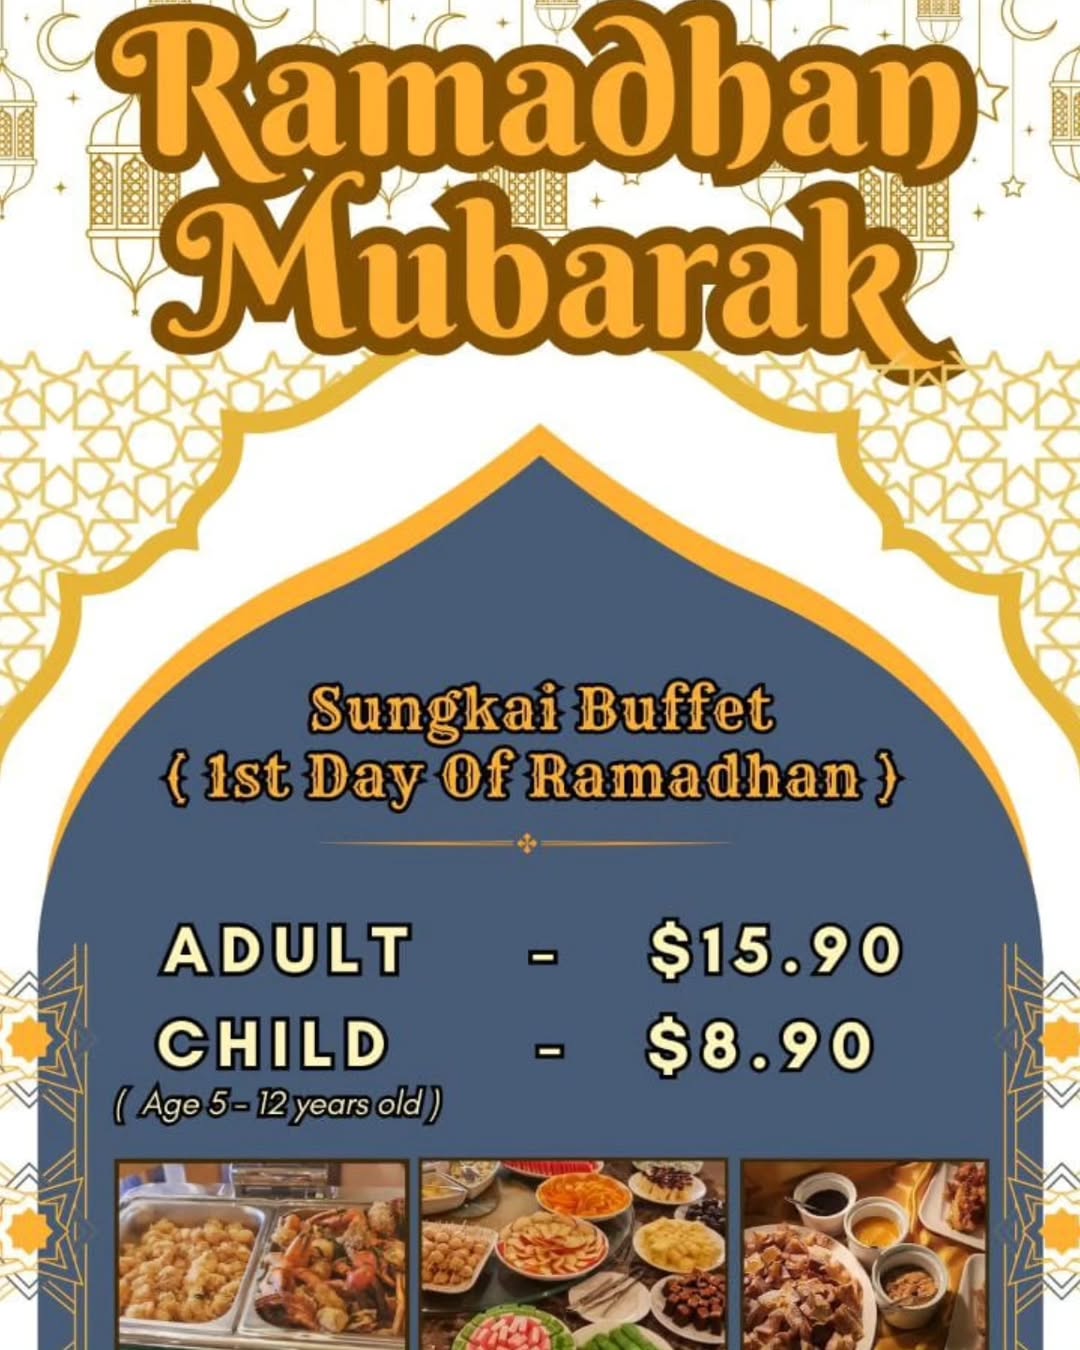 Ramadhan
Mubarak
Sungkai Buffet
( 1st Day Of Ramadhan )
ADULT - $15.90
CHILD - $8.90
( Age 5 - 12 years old )